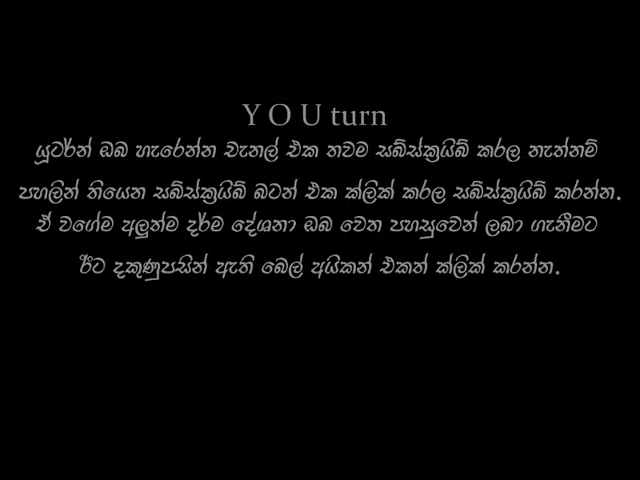 Y O U turn
යූටර්න් ඔබ හැරෙන්න චැනල් එක තවම සබ්ස්ක්‍රයිබ් කරල නැත්නම්
පහලින් තියෙන සබ්ස්ක්‍රයිබ් බටන් එක ක්ලික් කරල සබ්ස්ක්‍රයිබ් කරන්න.
ඒ වගේම අලුත්ම දර්ම දේශනා ඔබ වෙත පහසුවෙන් ලබා ගැනීමට
ඊට දකුණුපසින් ඇති බෙල් අයිකන් එකත් ක්ලික් කරන්න.